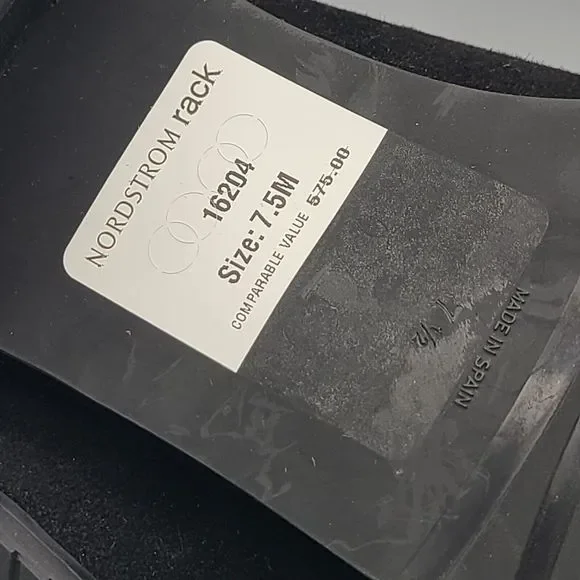 NORDSTROM rack
16204
Size: 7.5M
COMPARABLE VALUE 575.00
7 1/2
MADE IN SPAIN